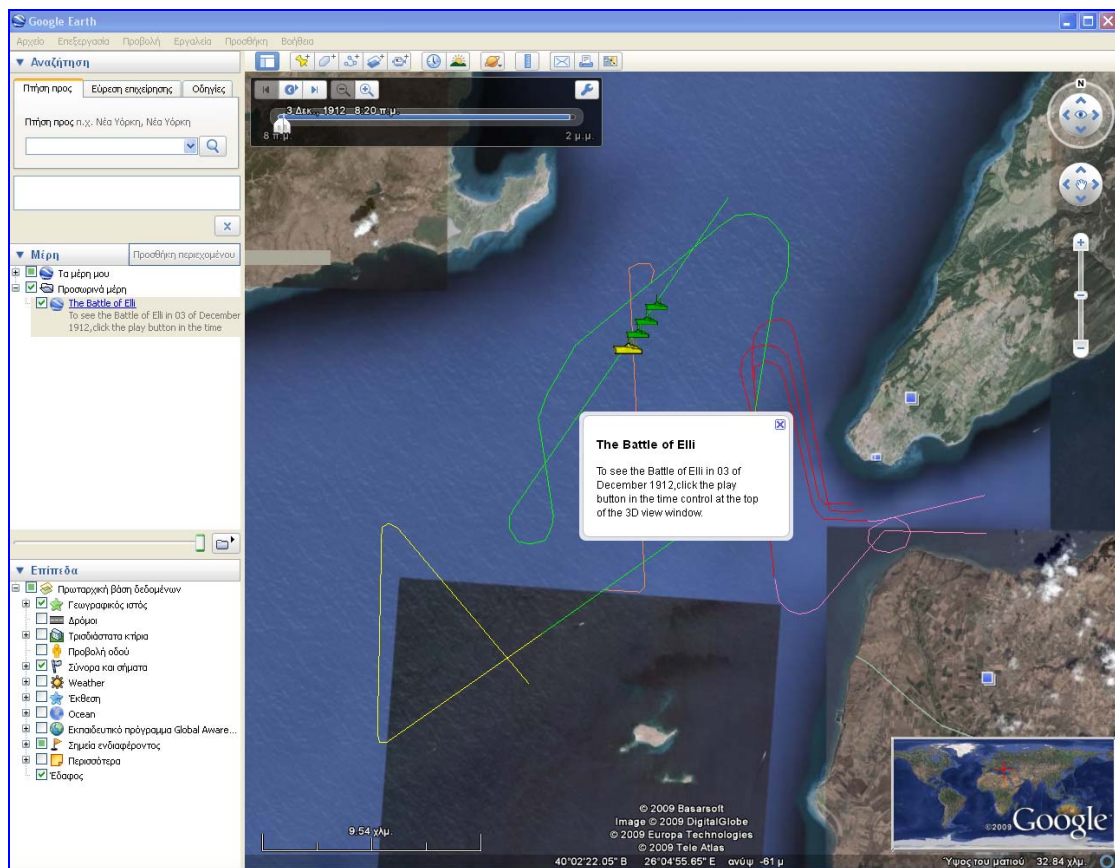 Google Earth
Αρχείο Επεξεργασία Προβολή Εργαλεία Προσθήκη Βοήθεια
Αναζήτηση
Πτήση προς Εύρεση επιχείρησης Οδηγίες
Πτήση προς π.χ. Νέα Υόρκη, Νέα Υόρκη
Μέρη
Προσθήκη περιεχομένου
Τα μέρη μου
Προσωρινά μέρη
The Battle of Elli
To see the Battle of Elli in 03 of December
1912,click the play button in the time
Επίπεδα
Πρωταρχική βάση δεδομένων
Γεωγραφικός ιστός
Δρόμοι
Τρισδιάστατα κτίρια
Προβολή οδού
Σύνορα και σήματα
Weather
Έκθεση
Ocean
Εκπαιδευτικό πρόγραμμα Global Aware...
Σημεία ενδιαφέροντος
Περισσότερα
Έδαφος
3 Δεκ., 1912 8:20 π.μ.
8 π.μ.
2 μ.μ.
N
The Battle of Elli
To see the Battle of Elli in 03 of
December 1912,click the play
button in the time control at the top
of the 3D view window.
9.54 χλμ.
© 2009 Basarsoft
Image © 2009 DigitalGlobe
© 2009 Europa Technologies
© 2009 Tele Atlas
©2009 Google
40°02'22.05" Β 26°04'55.65" Ε ανύψ -61 μ
Ύψος του ματιού 32.84 χλμ.